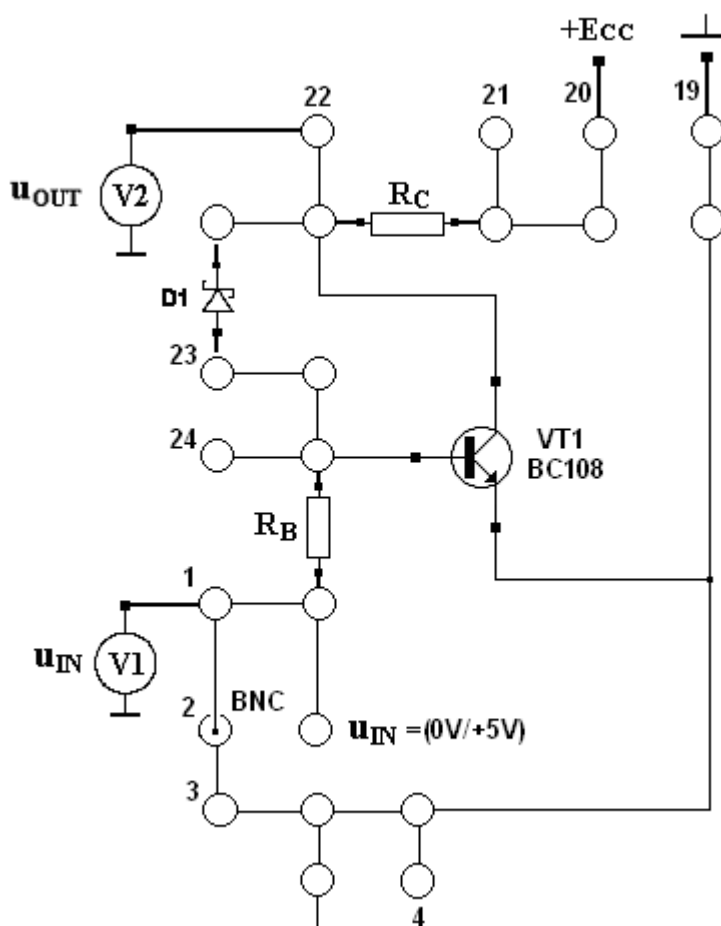 +Ecc
22
21
20
19
V2
uOUT
RC
D1
23
24
VT1
BC108
RB
1
V1
uIN
2
BNC
uIN =(0V/+5V)
3
4